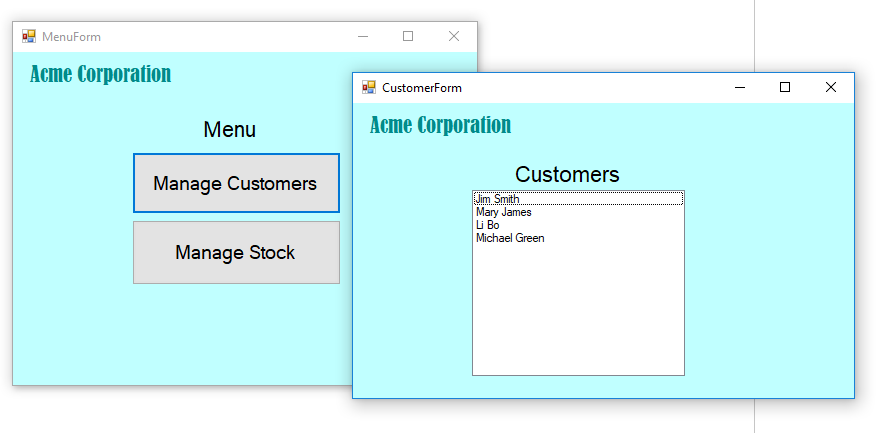 MenuForm
Acme Corporation
Menu
Manage Customers
Manage Stock
CustomerForm
Acme Corporation
Customers
Jim Smith
Mary James
Li Bo
Michael Green